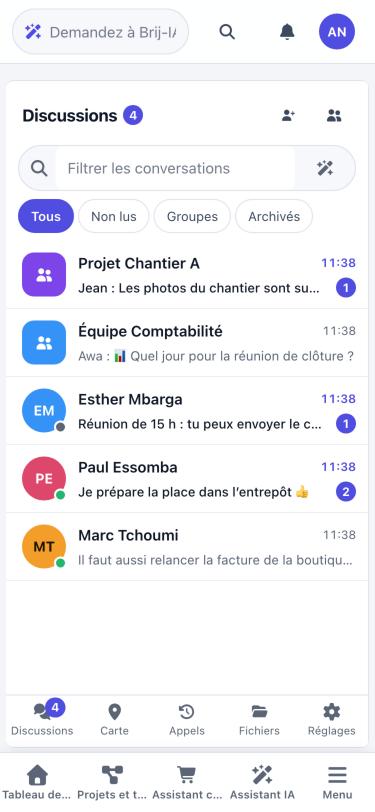 Demandez à Brij-IA
AN
Discussions 4
Filtrer les conversations
Tous Non lus Groupes Archivés
Projet Chantier A 11:38
Jean : Les photos du chantier sont su... 1
Équipe Comptabilité 11:38
Awa : 📊 Quel jour pour la réunion de clôture ?
EM Esther Mbarga 11:38
Réunion de 15 h : tu peux envoyer le c... 1
PE Paul Essomba 11:38
Je prépare la place dans l’entrepôt 👍 2
MT Marc Tchoumi 11:38
Il faut aussi relancer la facture de la boutiqu...
4
Discussions Carte Appels Fichiers Réglages
Tableau de... Projets et t... Assistant c... Assistant IA Menu